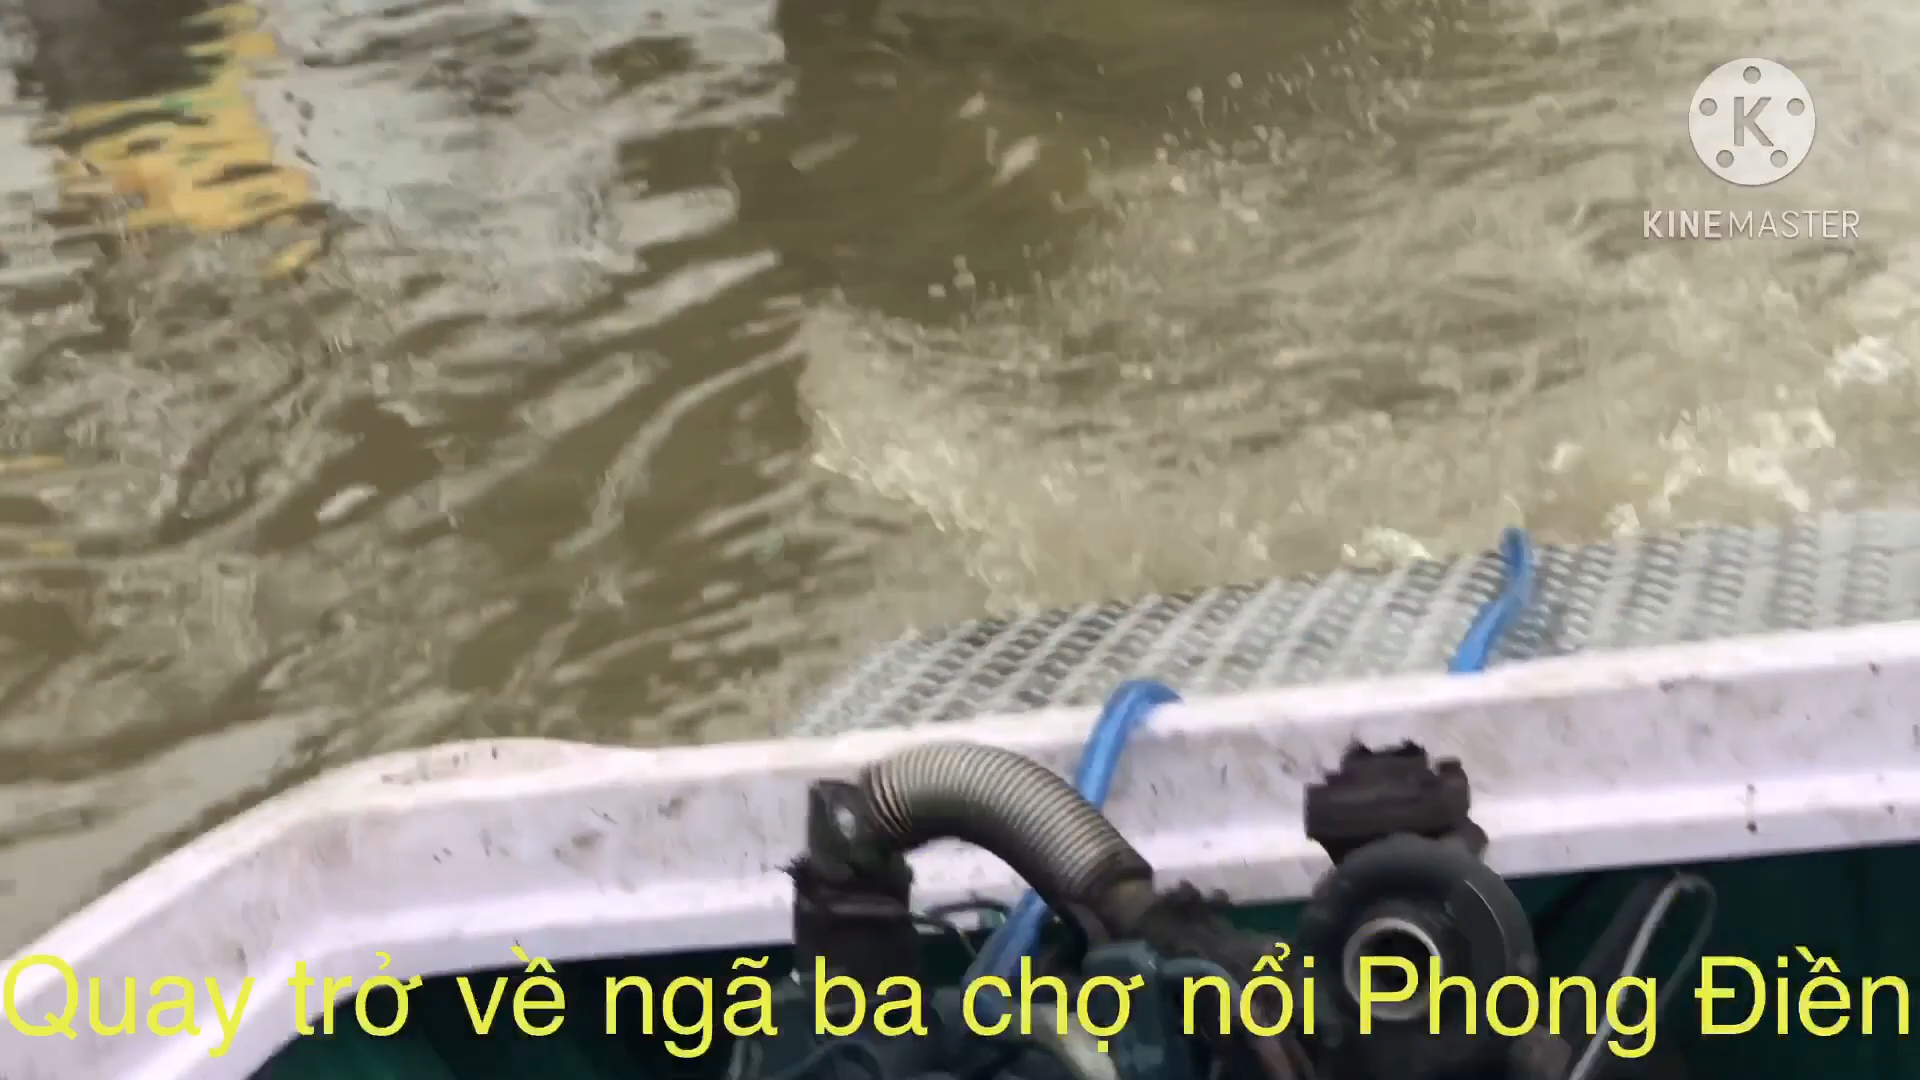 K
KINEMASTER
Quay trở về ngã ba chợ nổi Phong Điền